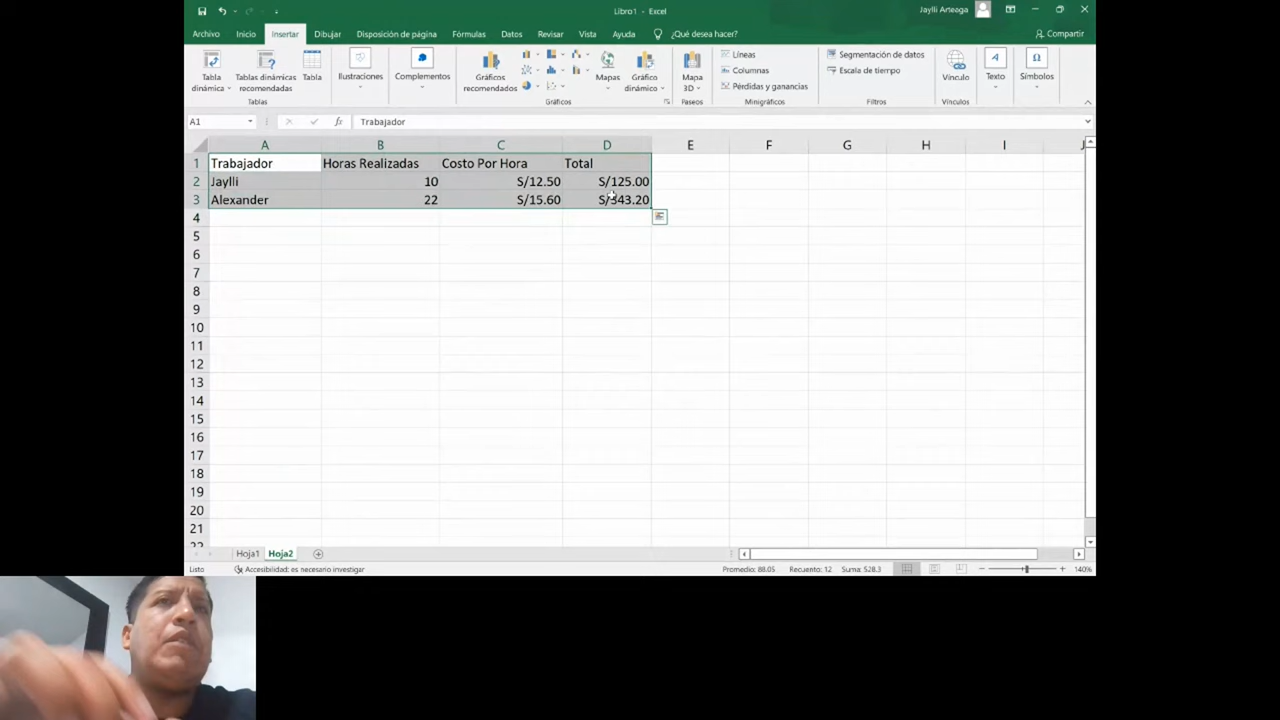 Libro1 - Excel
Jaylli Arteaga
Archivo Inicio Insertar Dibujar Disposición de página Fórmulas Datos Revisar Vista Ayuda ¿Qué desea hacer? Compartir
Tabla dinámica
Tablas dinámicas recomendadas
Tabla
Ilustraciones
Complementos
Gráficos recomendados
Mapas
Gráfico dinámico
Mapa 3D
Líneas
Columnas
Pérdidas y ganancias
Segmentación de datos
Escala de tiempo
Vínculo
Texto
Símbolos
Tablas Gráficos Paseos Minigráficos Filtros Vínculos
A1 fx Trabajador
A B C D E F G H I J
1 Trabajador Horas Realizadas Costo Por Hora Total
2 Jaylli 10 S/12.50 S/125.00
3 Alexander 22 S/15.60 S/343.20
4
5
6
7
8
9
10
11
12
13
14
15
16
17
18
19
20
21
22
Hoja1 Hoja2
Listo Accesibilidad: es necesario investigar Promedio: 88.05 Recuento: 12 Suma: 528.3 140%